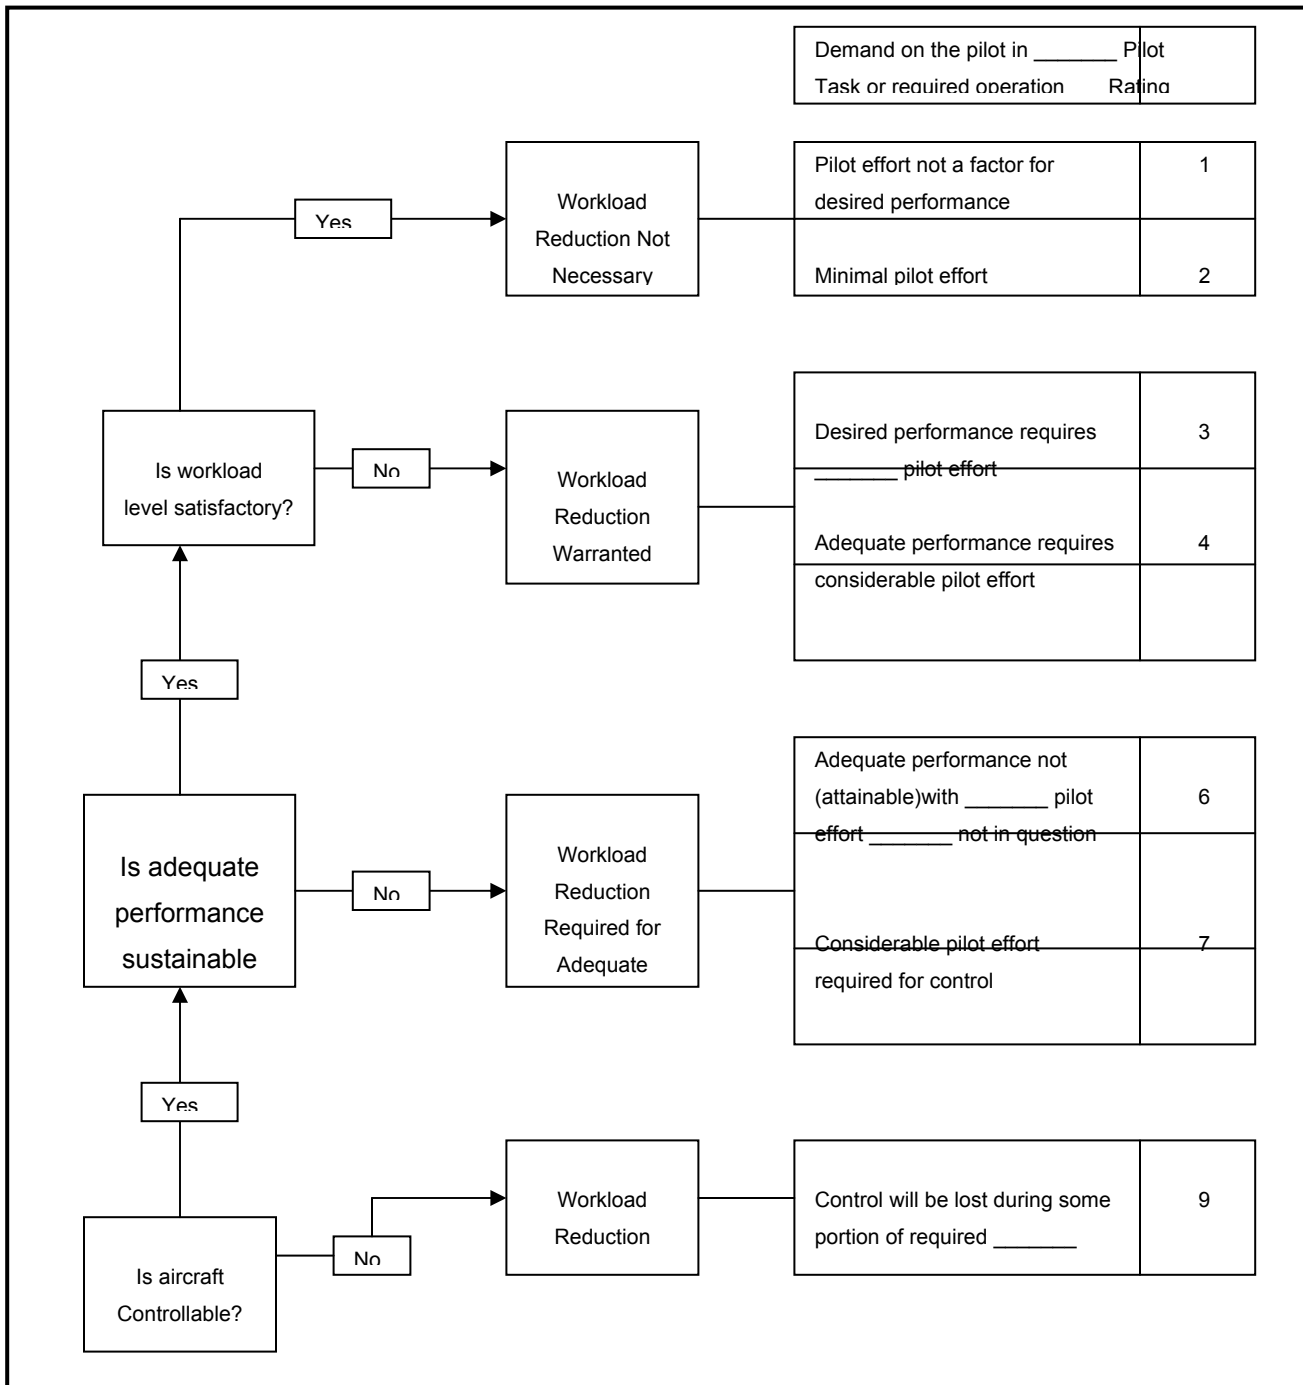 Demand on the pilot in _______ Pilot
Task or required operation Rating
Pilot effort not a factor for 1
desired performance
Minimal pilot effort 2
Yes
Workload
Reduction Not
Necessary
Desired performance requires 3
_______ pilot effort
Adequate performance requires 4
considerable pilot effort
Is workload
level satisfactory?
No
Workload
Reduction
Warranted
Yes
Adequate performance not
(attainable)with _______ pilot 6
effort _______ not in question
Considerable pilot effort 7
required for control
Is adequate
performance
sustainable
No
Workload
Reduction
Required for
Adequate
Yes
Is aircraft
Controllable?
No
Workload
Reduction
Control will be lost during some 9
portion of required _______